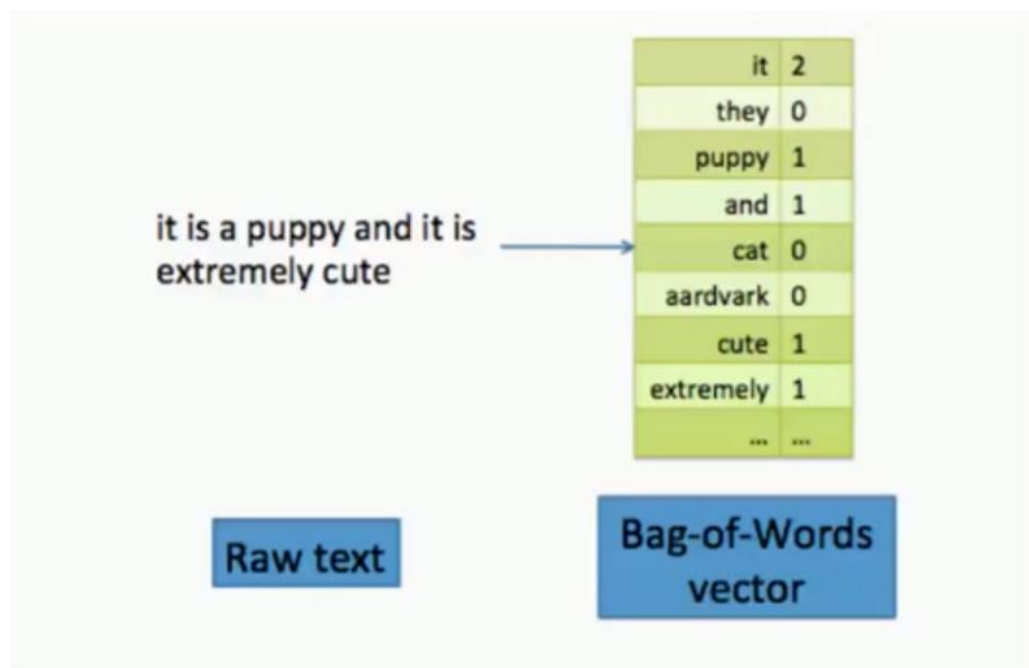 it 2
they 0
puppy 1
and 1
it is a puppy and it is
extremely cute
cat 0
aardvark 0
cute 1
extremely 1
... ...
Raw text
Bag-of-Words
vector